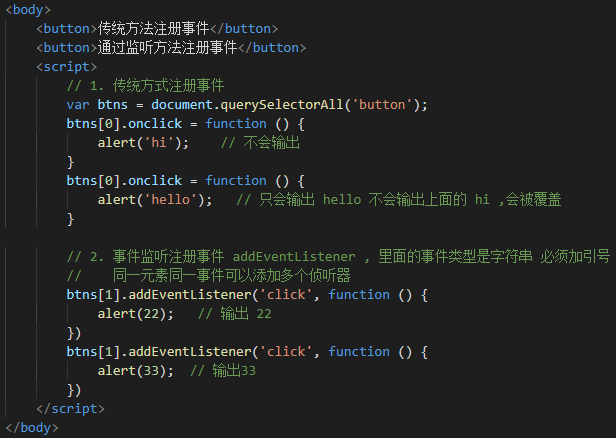 <body>
<button>传统方法注册事件</button>
<button>通过监听方法注册事件</button>
<script>
// 1. 传统方式注册事件
var btns = document.querySelectorAll('button');
btns[0].onclick = function () {
alert('hi');    // 不会输出
}
btns[0].onclick = function () {
alert('hello');   // 只会输出 hello 不会输出上面的 hi ,会被覆盖
}
// 2. 事件监听注册事件 addEventListener , 里面的事件类型是字符串 必须加引号
//    同一元素同一事件可以添加多个侦听器
btns[1].addEventListener('click', function () {
alert(22);   // 输出 22
})
btns[1].addEventListener('click', function () {
alert(33);  // 输出33
})
</script>
</body>